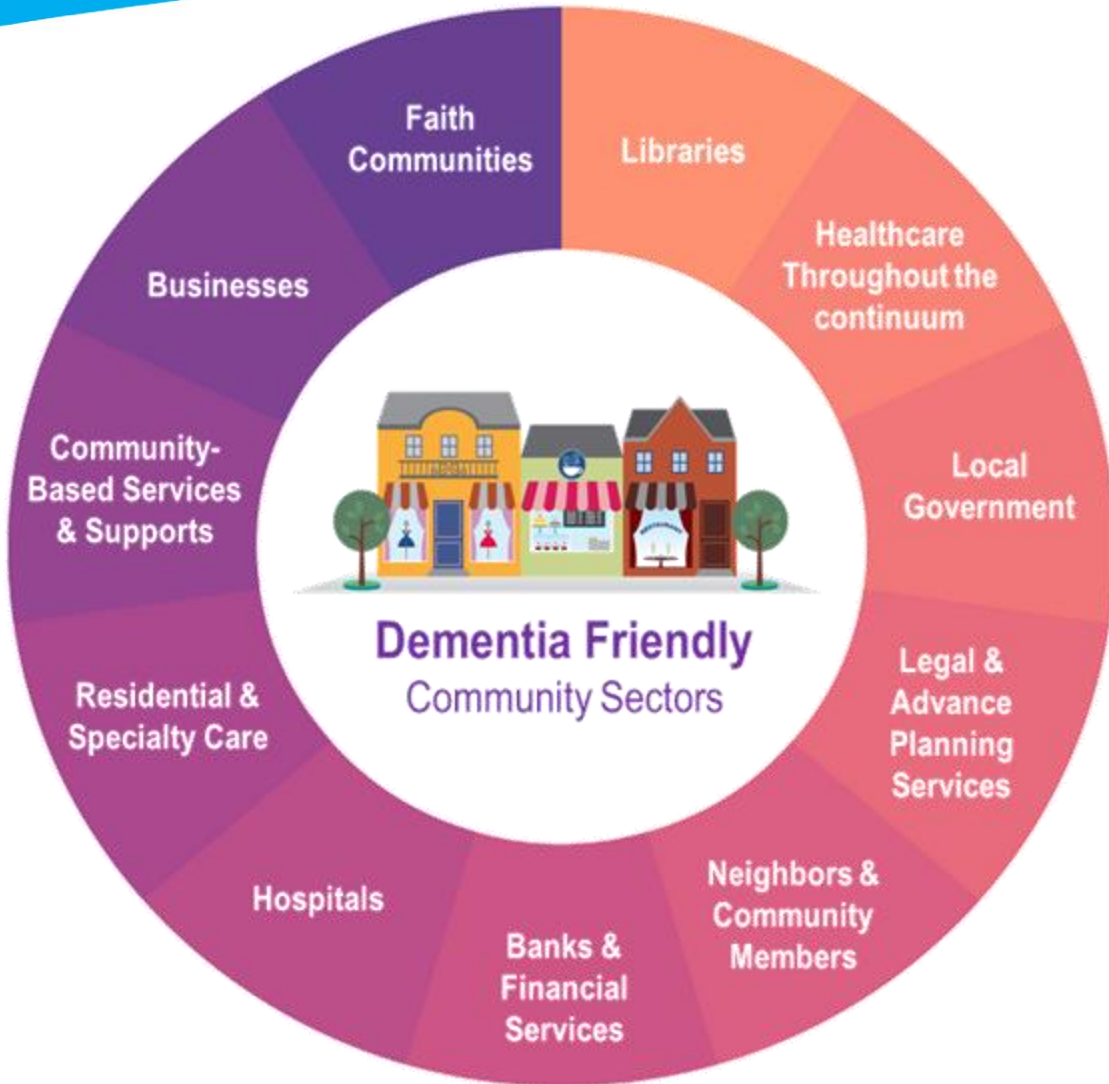 Faith
Communities
Libraries
Healthcare
Throughout the
continuum
Local
Government
Legal &
Advance
Planning
Services
Neighbors &
Community
Members
Banks &
Financial
Services
Hospitals
Residential &
Specialty Care
Community-
Based Services
& Supports
Businesses
RESTAURANT
Dementia Friendly
Community Sectors